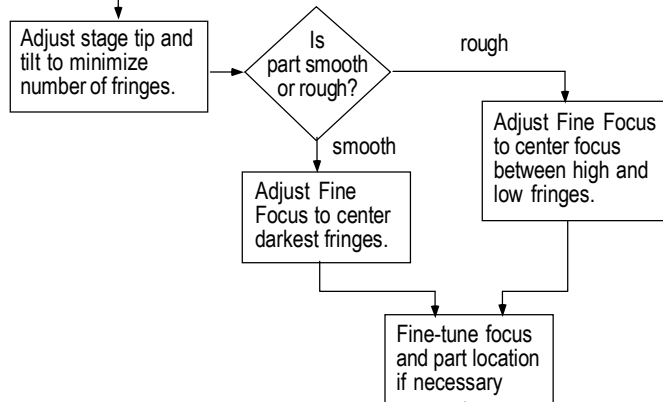 Adjust stage tip and
tilt to minimize
number of fringes.
Is
part smooth
or rough?
rough
smooth
Adjust Fine Focus
to center focus
between high and
low fringes.
Adjust Fine
Focus to center
darkest fringes.
Fine-tune focus
and part location
if necessary